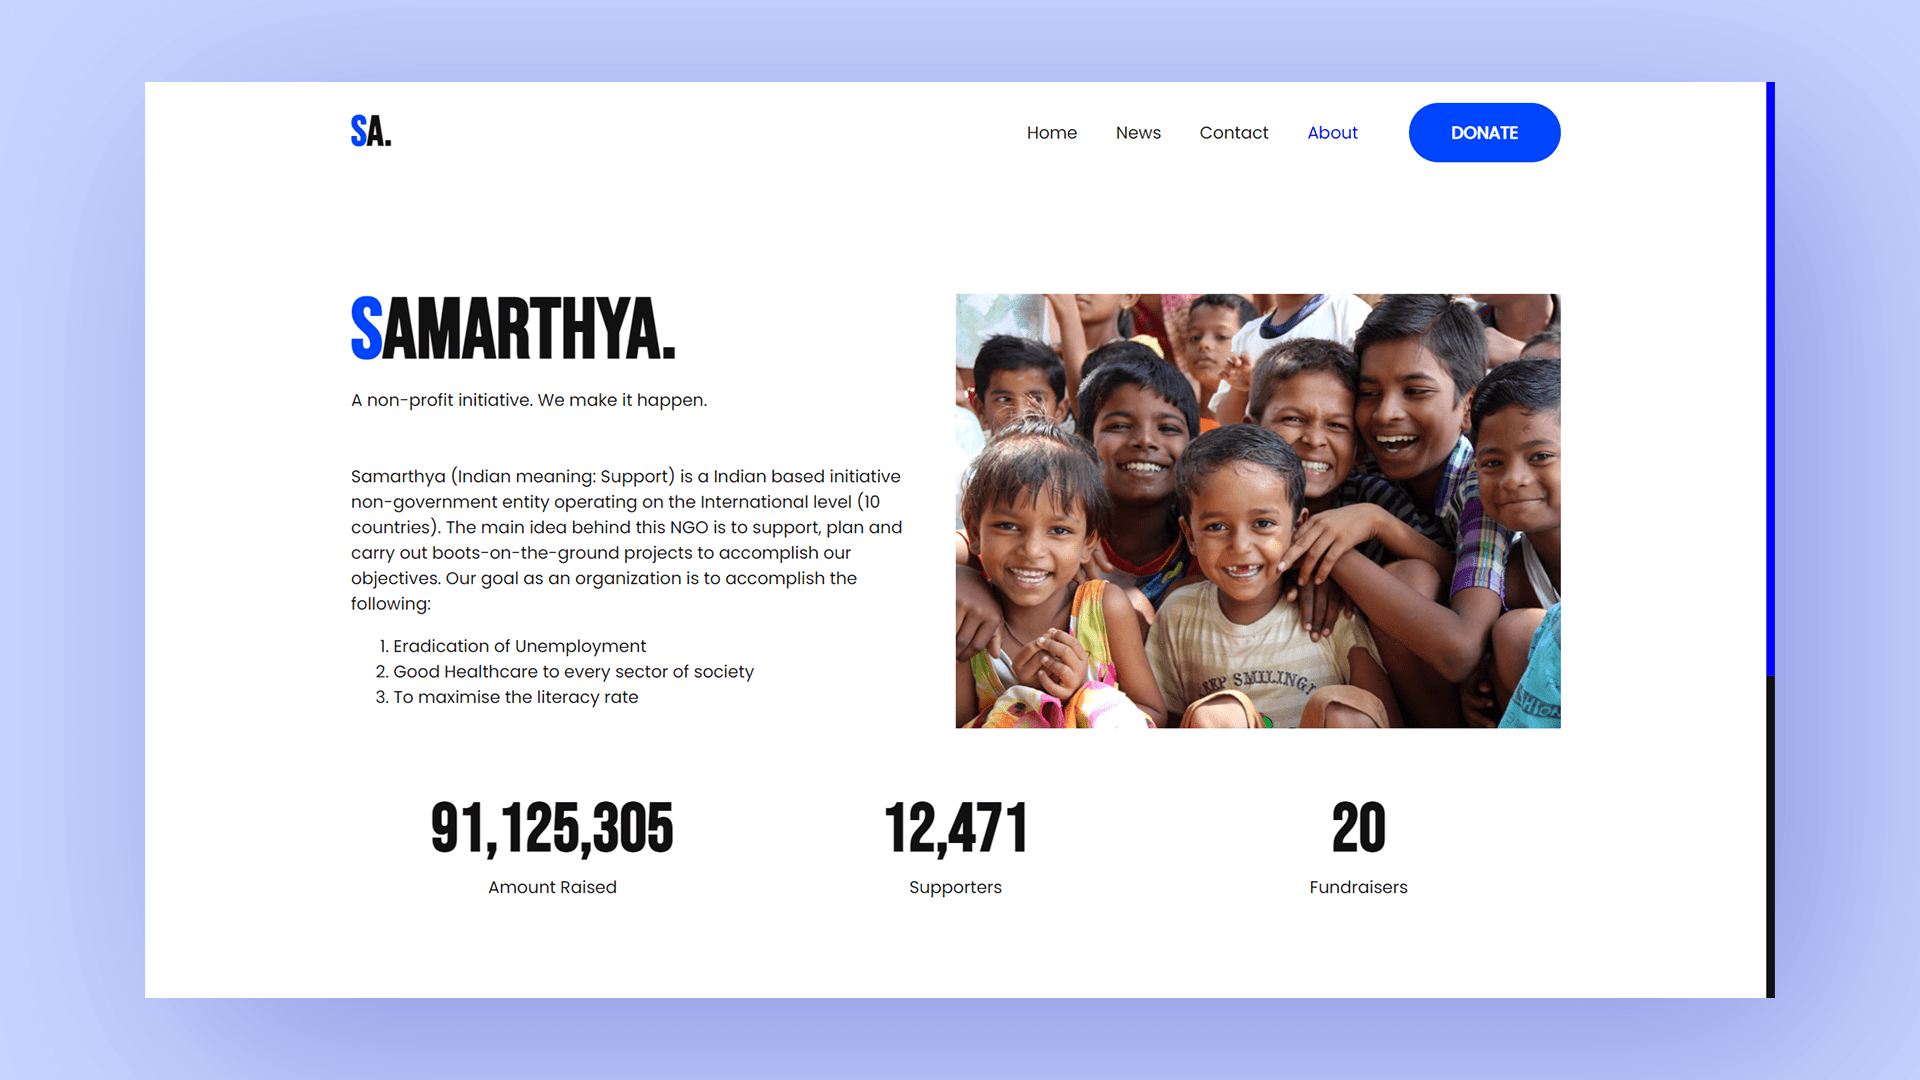 SA.
Home News Contact About DONATE
SAMARTHYA.
A non-profit initiative. We make it happen.
Samarthya (Indian meaning: Support) is a Indian based initiative
non-government entity operating on the International level (10
countries). The main idea behind this NGO is to support, plan and
carry out boots-on-the-ground projects to accomplish our
objectives. Our goal as an organization is to accomplish the
following:
1. Eradication of Unemployment
2. Good Healthcare to every sector of society
3. To maximise the literacy rate
KEEP SMILING!
91,125,305
Amount Raised
12,471
Supporters
20
Fundraisers